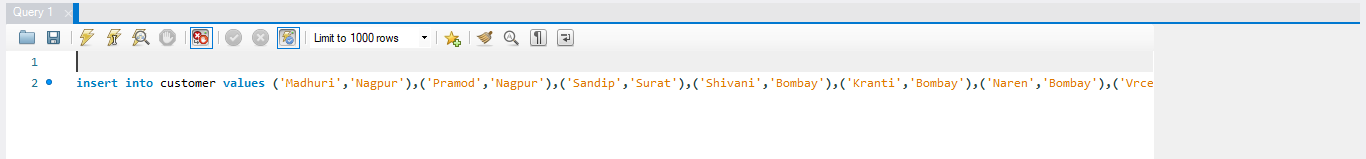 Query 1
Limit to 1000 rows
1
2 insert into customer values ('Madhuri','Nagpur'),('Pramod','Nagpur'),('Sandip','Surat'),('Shivani','Bombay'),('Kranti','Bombay'),('Naren','Bombay'),('Vrce